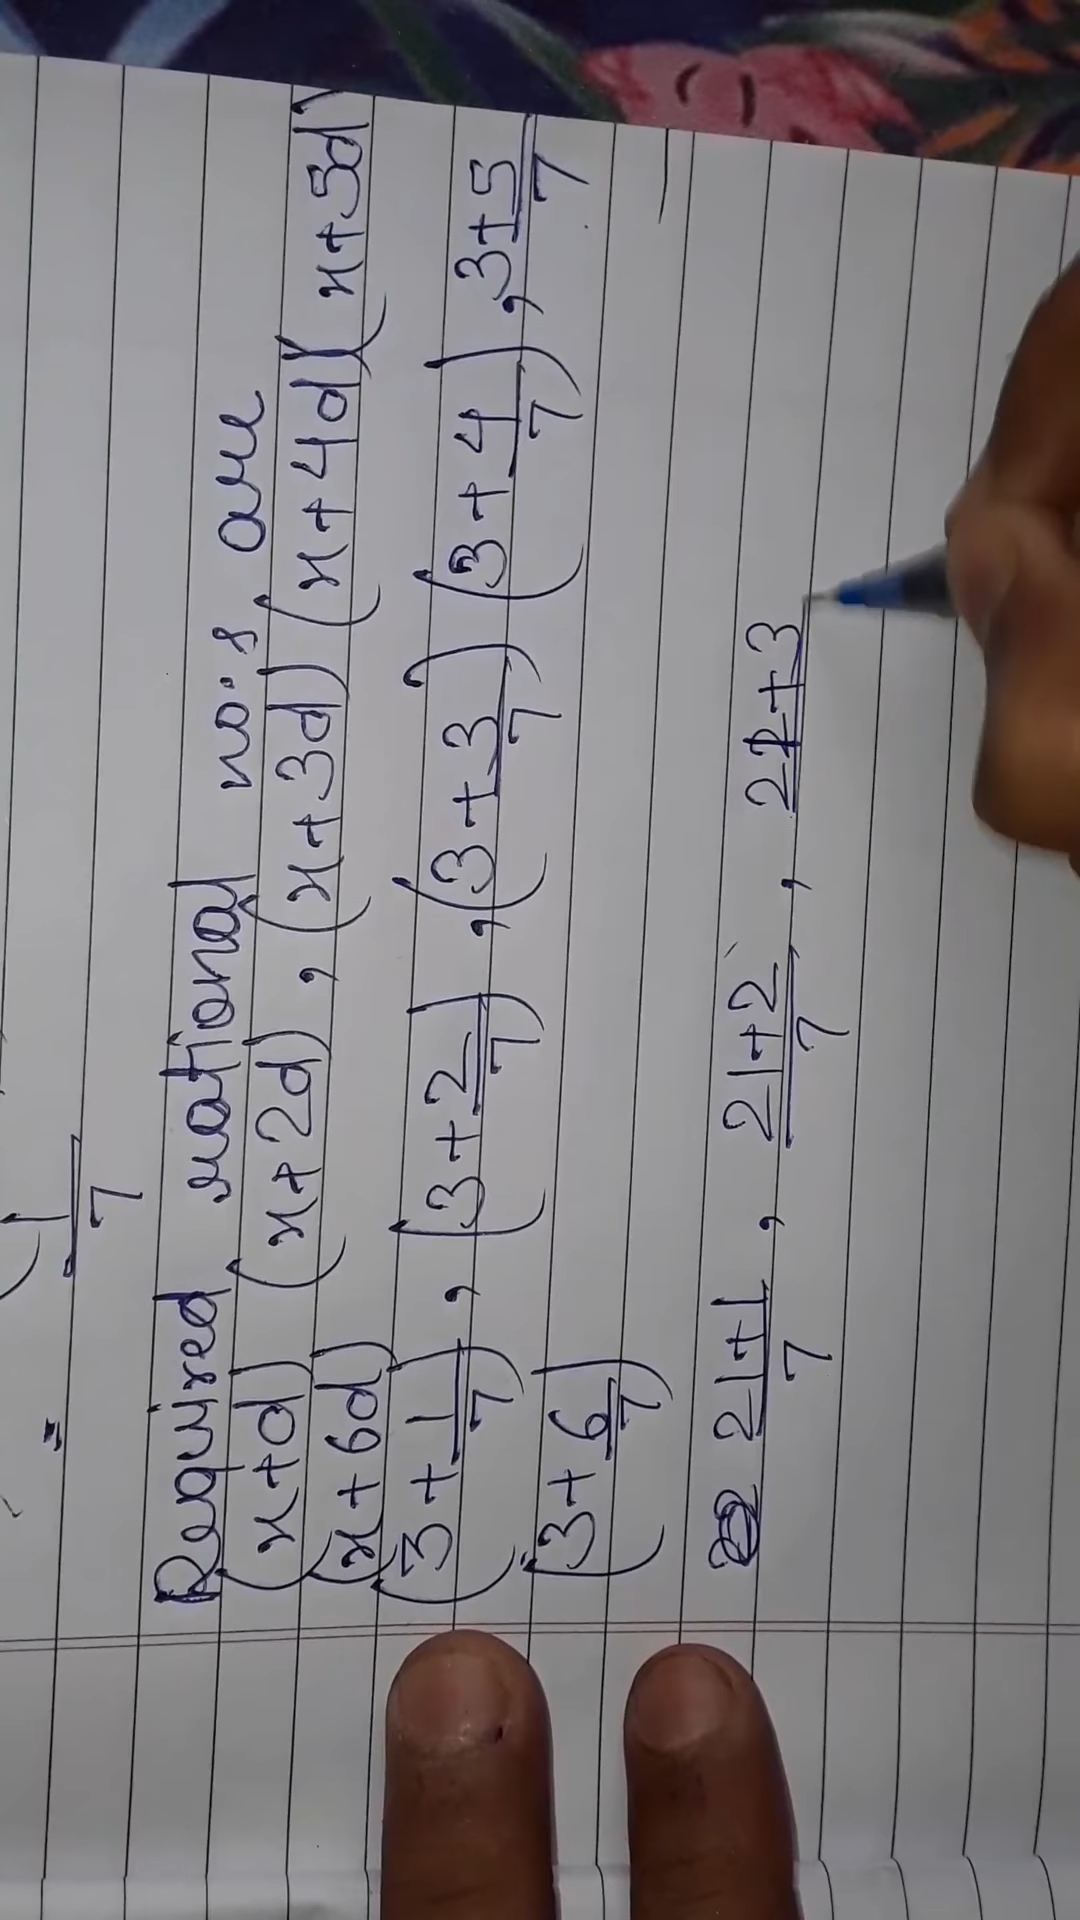 = 1/7
Required rational no.s are
(x+d) (x+2d), (x+3d) (x+4d) (x+5d)
(x+6d)
(3+1/7), (3+2/7), (3+3/7) (3+4/7), 3+5/7
(3+6/7)
21+1/7, 21+2/7, 21+3